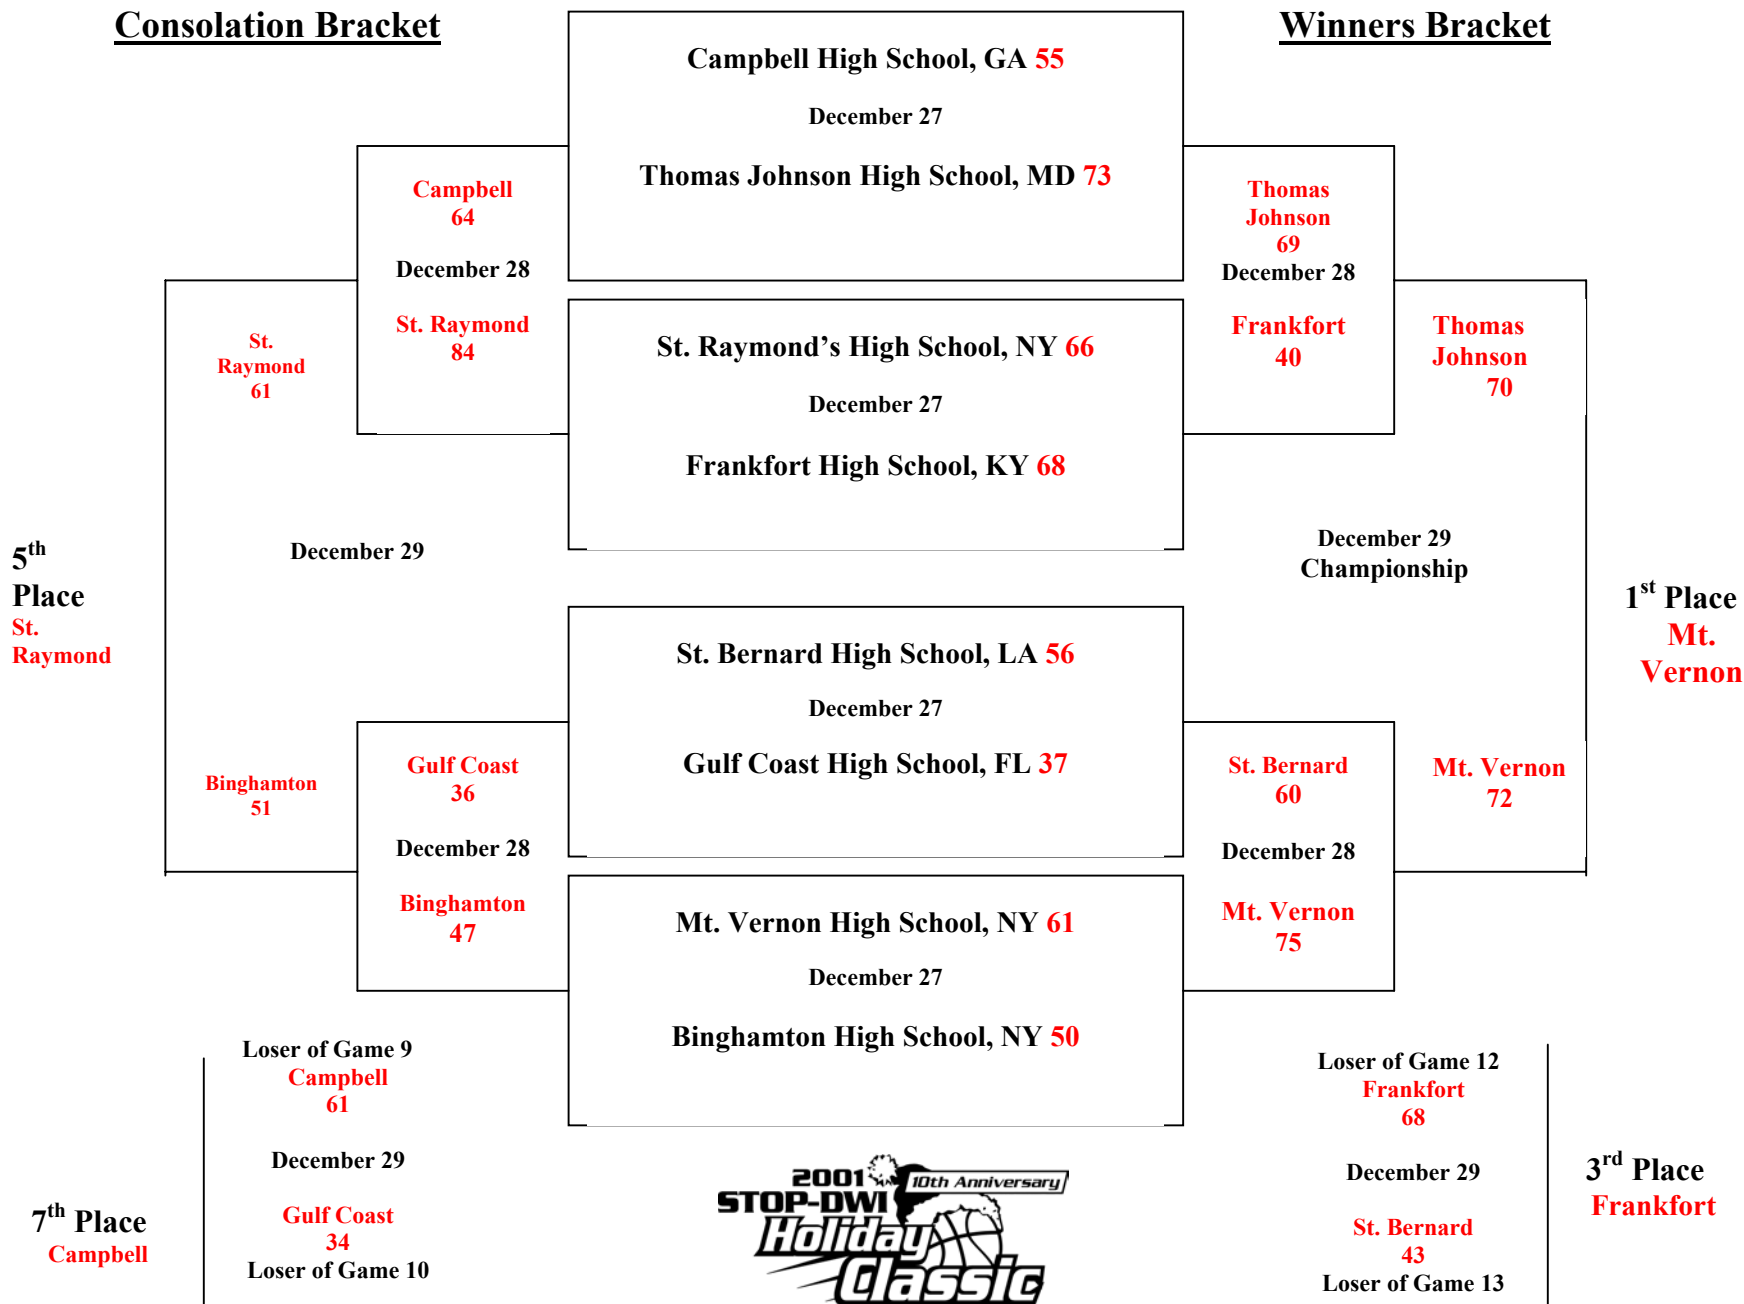 Consolation Bracket
Winners Bracket
Campbell High School, GA 55
December 27
Thomas Johnson High School, MD 73
Campbell
64
December 28
St. Raymond
84
Thomas
Johnson
69
December 28
Frankfort
40
St. Raymond’s High School, NY 66
December 27
Frankfort High School, KY 68
St.
Raymond
61
Thomas
Johnson
70
December 29
December 29
Championship
5th
Place
St.
Raymond
1st Place
Mt.
Vernon
St. Bernard High School, LA 56
December 27
Gulf Coast High School, FL 37
Binghamton
51
Gulf Coast
36
December 28
Binghamton
47
St. Bernard
60
December 28
Mt. Vernon
75
Mt. Vernon
72
Mt. Vernon High School, NY 61
December 27
Binghamton High School, NY 50
Loser of Game 9
Campbell
61
December 29
Gulf Coast
34
Loser of Game 10
7th Place
Campbell
Loser of Game 12
Frankfort
68
December 29
St. Bernard
43
Loser of Game 13
3rd Place
Frankfort
2001
10th Anniversary
STOP-DWI
Holiday
Classic